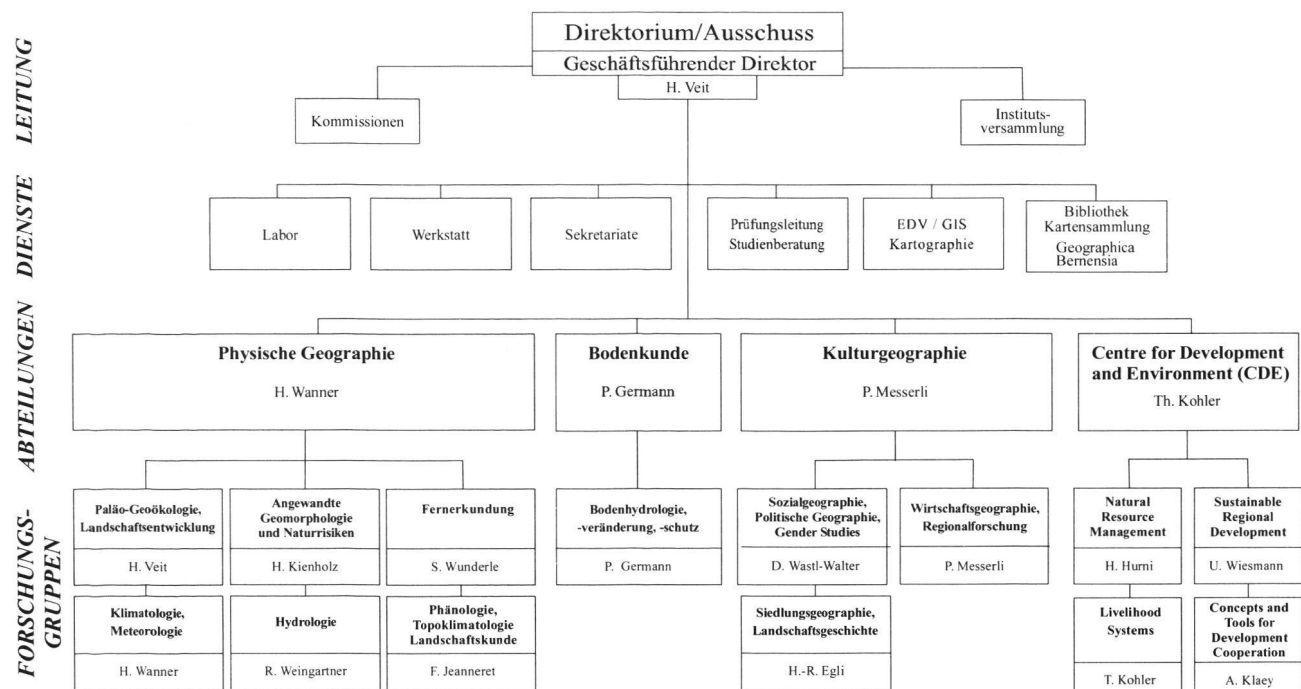 LEITUNG
Direktorium/Ausschuss
Geschäftsführender Direktor
H. Veit
Kommissionen
Instituts-
versammlung
DIENSTE
Labor
Werkstatt
Sekretariate
Prüfungsleitung
Studienberatung
EDV / GIS
Kartographie
Bibliothek
Kartensammlung
Geographica
Bernensia
ABTEILUNGEN
Physische Geographie
H. Wanner
Bodenkunde
P. Germann
Kulturgeographie
P. Messerli
Centre for Development
and Environment (CDE)
Th. Kohler
FORSCHUNGS-
GRUPPEN
Paläo-Geoökologie,
Landschaftsentwicklung
H. Veit
Angewandte
Geomorphologie
und Naturrisiken
H. Kienholz
Fernerkundung
S. Wunderle
Bodenhydrologie,
-veränderung, -schutz
P. Germann
Sozialgeographie,
Politische Geographie,
Gender Studies
D. Wastl-Walter
Wirtschaftsgeographie,
Regionalforschung
P. Messerli
Natural
Resource
Management
H. Hurni
Sustainable
Regional
Development
U. Wiesmann
Klimatologie,
Meteorologie
H. Wanner
Hydrologie
R. Weingartner
Phänologie,
Topoklimatologie
Landschaftskunde
F. Jeanneret
Siedlungsgeographie,
Landschaftsgeschichte
H.-R. Egli
Livelihood
Systems
T. Kohler
Concepts and
Tools for
Development
Cooperation
A. Klaey